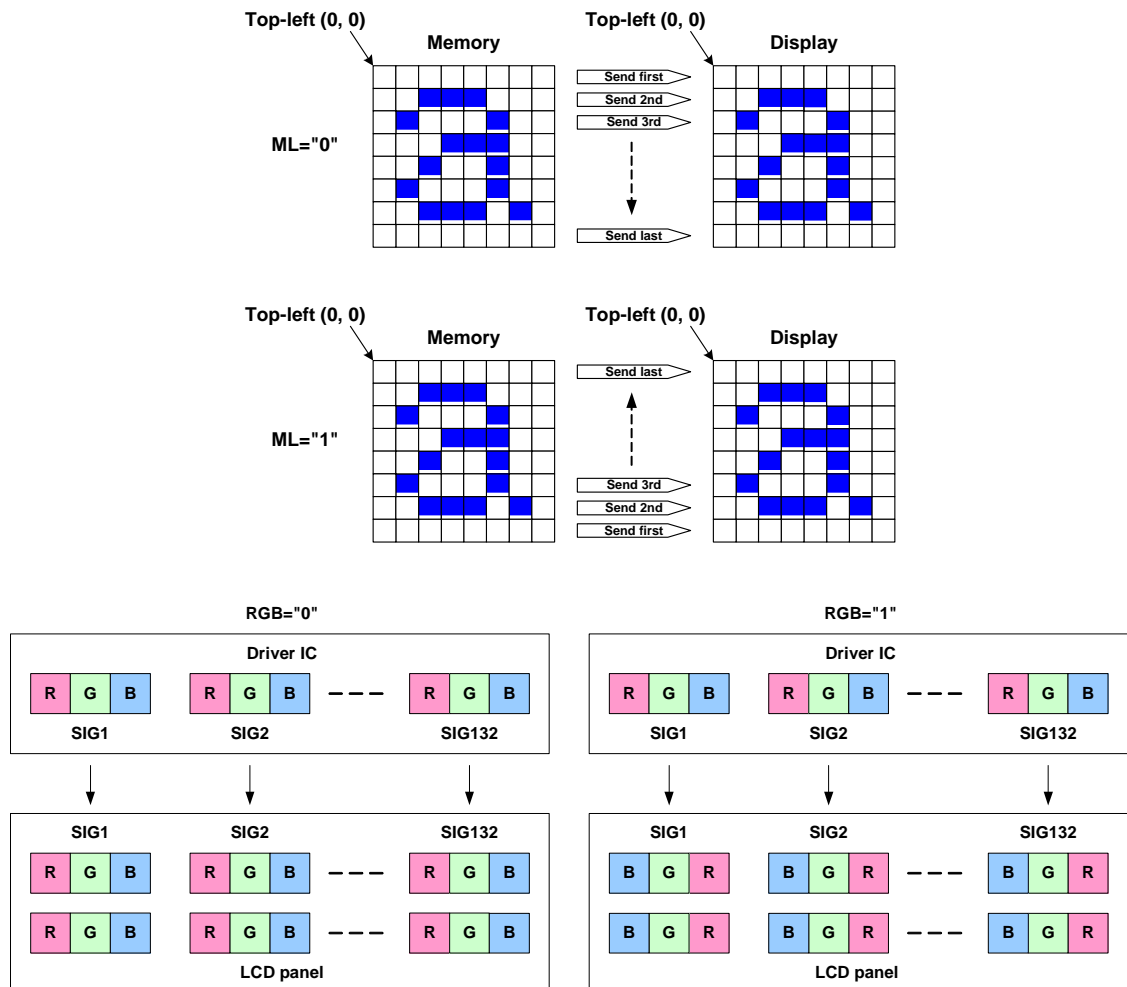 Top-left (0, 0) Top-left (0, 0)
Memory Display
Send first
Send 2nd
Send 3rd
ML="0"
Send last
Top-left (0, 0) Top-left (0, 0)
Memory Display
Send last
ML="1"
Send 3rd
Send 2nd
Send first
RGB="0" RGB="1"
Driver IC Driver IC
R G B R G B R G B R G B R G B R G B
SIG1 SIG2 SIG132 SIG1 SIG2 SIG132
SIG1 SIG2 SIG132 SIG1 SIG2 SIG132
R G B R G B R G B B G R B G R B G R
R G B R G B R G B B G R B G R B G R
LCD panel LCD panel